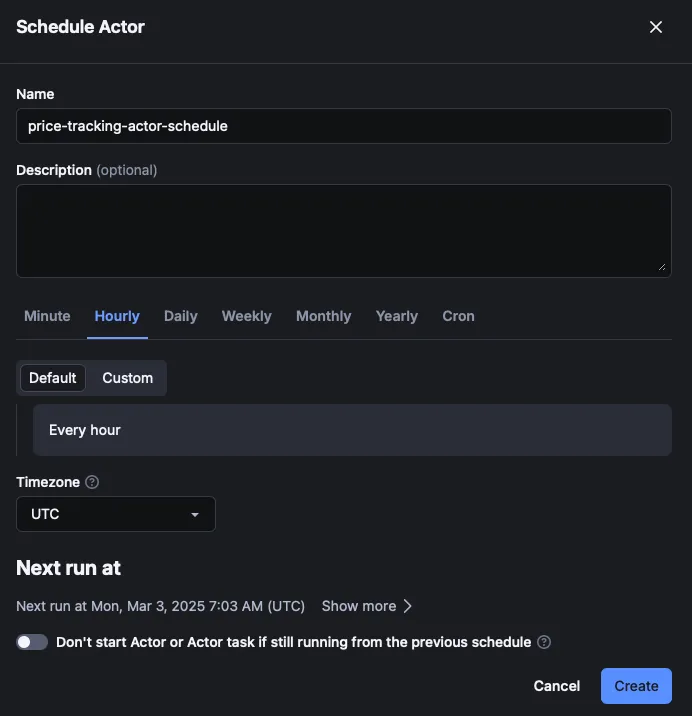 Schedule Actor
Name
price-tracking-actor-schedule
Description (optional)
Minute Hourly Daily Weekly Monthly Yearly Cron
Default Custom
Every hour
Timezone
UTC
Next run at
Next run at Mon, Mar 3, 2025 7:03 AM (UTC) Show more
Don't start Actor or Actor task if still running from the previous schedule
Cancel Create